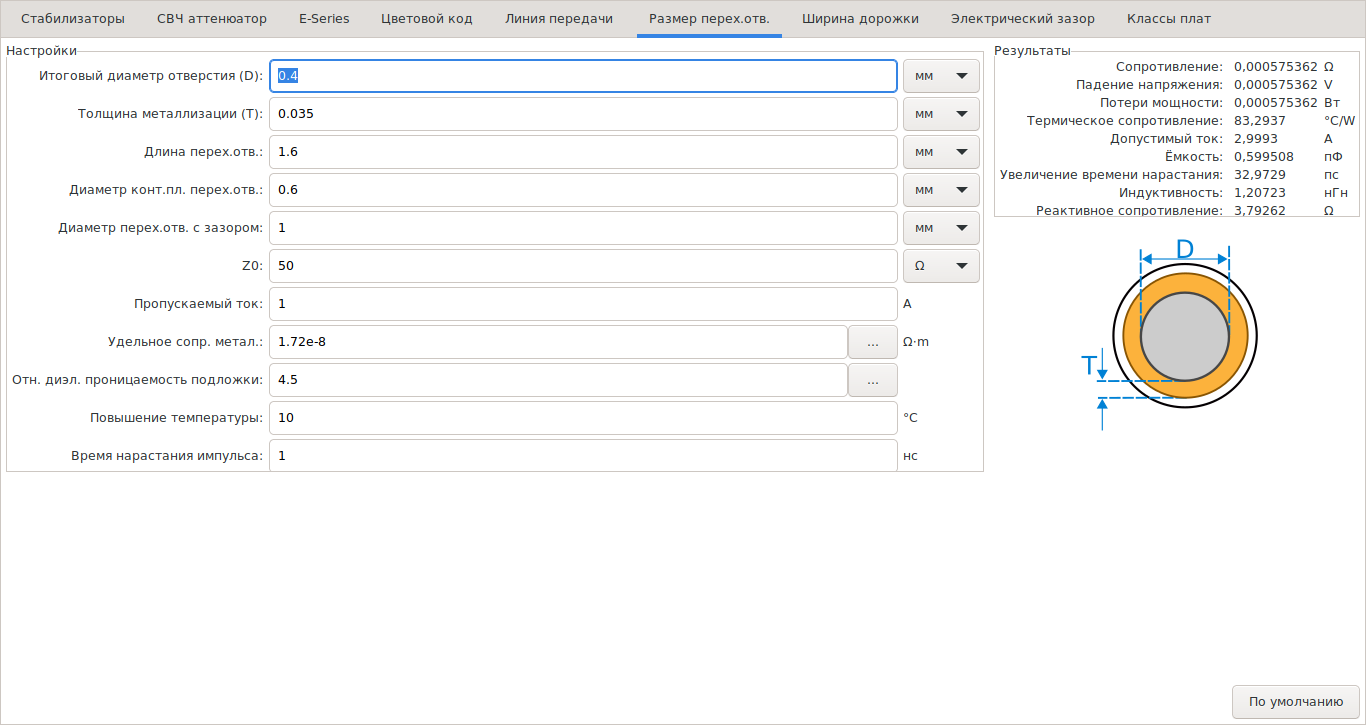 Стабилизаторы СВЧ аттенюатор E-Series Цветовой код Линия передачи Размер перех.отв. Ширина дорожки Электрический зазор Классы плат
Настройки
Итоговый диаметр отверстия (D): 0.4 мм
Толщина металлизации (T): 0.035 мм
Длина перех.отв.: 1.6 мм
Диаметр конт.пл. перех.отв.: 0.6 мм
Диаметр перех.отв. с зазором: 1 мм
Z0: 50 Ω
Пропускаемый ток: 1 A
Удельное сопр. метал.: 1.72e-8 ... Ω·m
Отн. диэл. проницаемость подложки: 4.5 ...
Повышение температуры: 10 °C
Время нарастания импульса: 1 нс
Результаты
Сопротивление: 0,000575362 Ω
Падение напряжения: 0,000575362 V
Потери мощности: 0,000575362 Вт
Термическое сопротивление: 83,2937 °C/W
Допустимый ток: 2,9993 A
Ёмкость: 0,599508 пФ
Увеличение времени нарастания: 32,9729 пс
Индуктивность: 1,20723 нГн
Реактивное сопротивление: 3,79262 Ω
D
T
По умолчанию